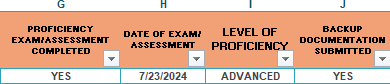 G H I J
PROFICIENCY EXAM/ASSESSMENT COMPLETED
DATE OF EXAM/ ASSESSMENT
LEVEL OF PROFICIENCY
BACKUP DOCUMENTATION SUBMITTED
YES 7/23/2024 ADVANCED YES